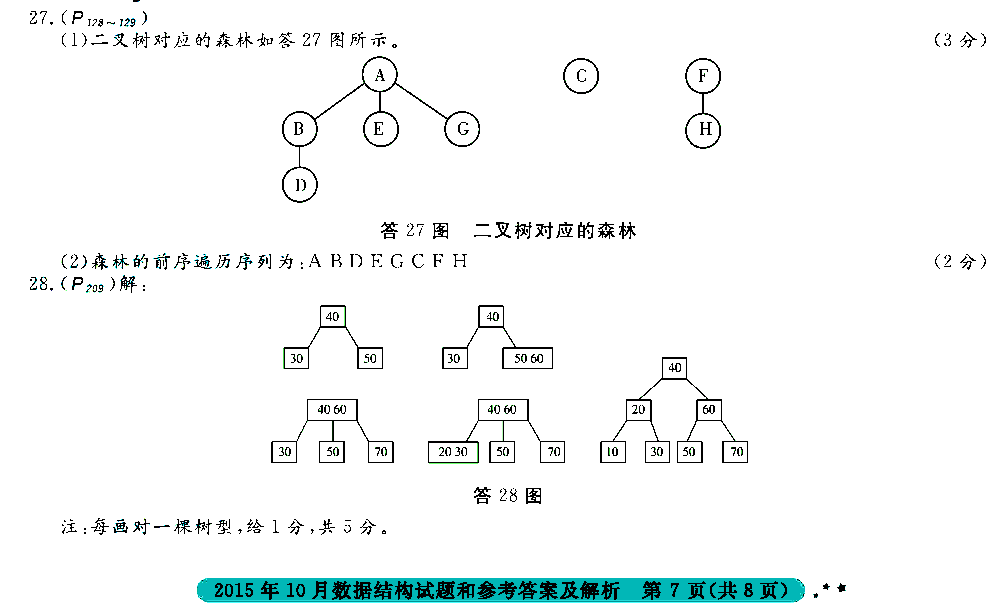 27.(P128~129)
(1)二叉树对应的森林如答27图所示。 (3分)
A C F
B E G H
D
答27图 二叉树对应的森林
(2)森林的前序遍历序列为:A B D E G C F H (2分)
28.(P209)解:
40 40
30 50 30 50 60
40
40 60 40 60 20 60
30 50 70 20 30 50 70 10 30 50 70
答28图
注:每画对一棵树型,给1分,共5分。
2015年10月数据结构试题和参考答案及解析 第7页(共8页)